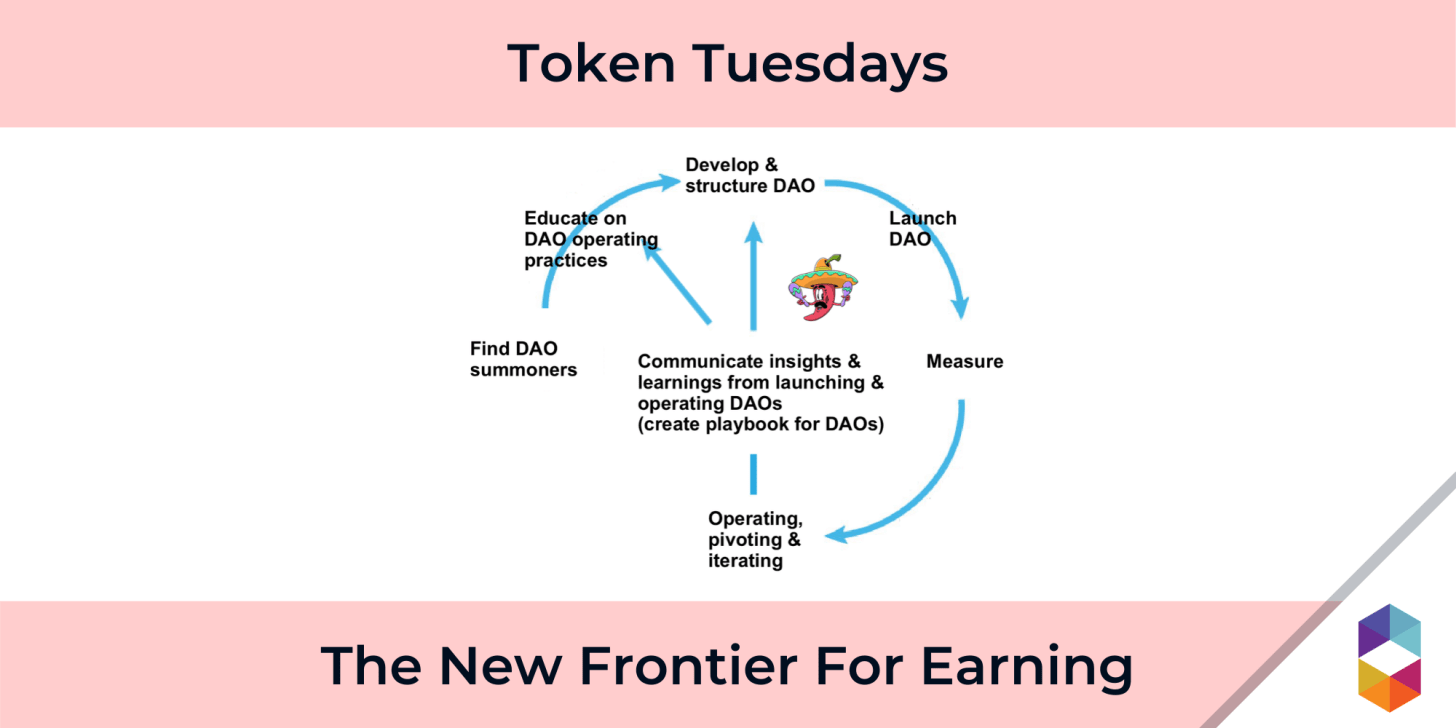 Token Tuesdays
Develop &
structure DAO
Educate on
DAO operating
practices
Launch
DAO
Find DAO
summoners
Communicate insights &
learnings from launching &
operating DAOs
(create playbook for DAOs)
Measure
Operating,
pivoting &
iterating
The New Frontier For Earning